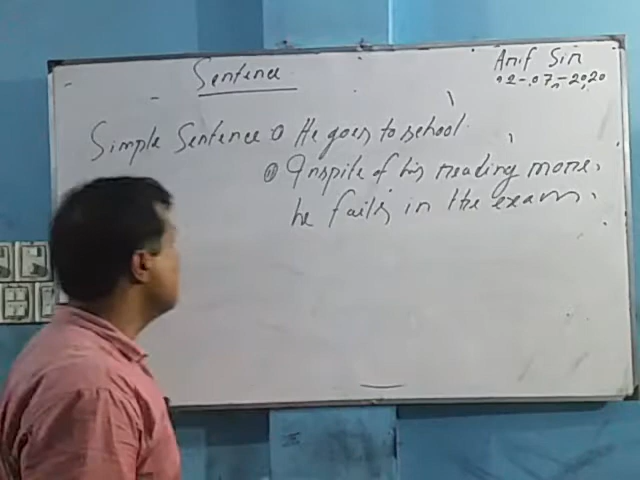 Sentence
Arif Sir
02-07-2020
Simple Sentence ① He goes to school.
② Inspite of his reading more,
he fails in the exam.